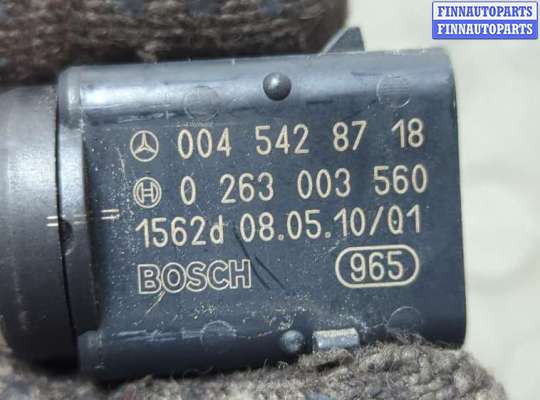 FINNAUTOPARTS
FINNAUTOPARTS
004 542 87 18
0 263 003 560
1562d 08.05.10/Q1
BOSCH 965